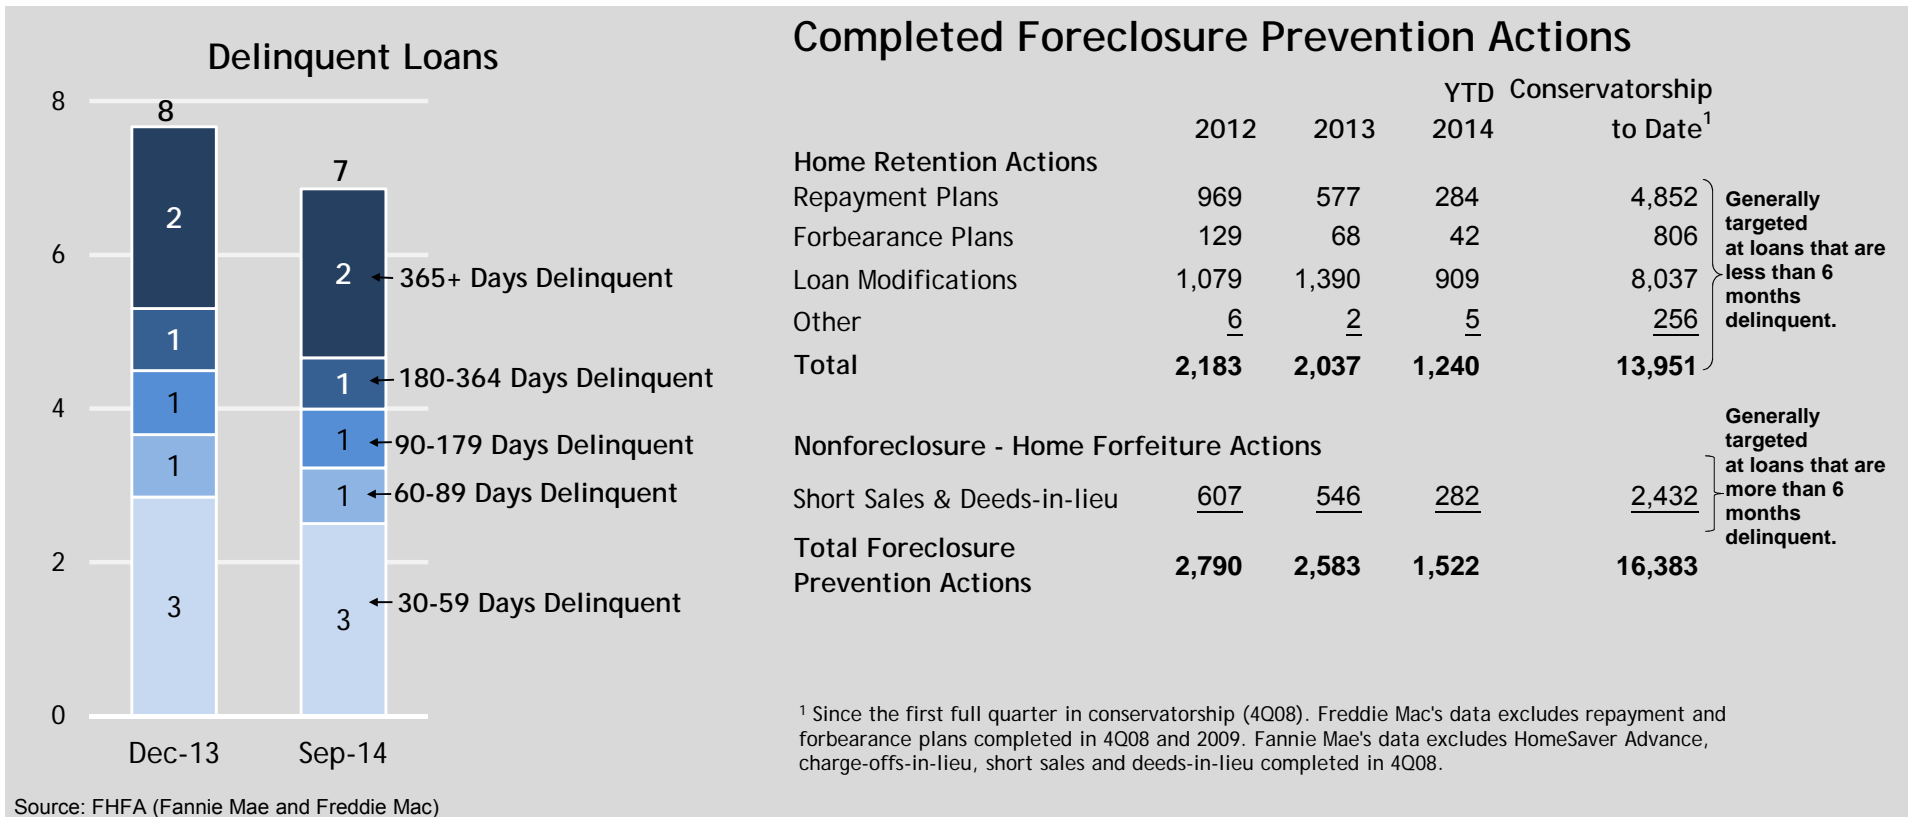 Delinquent Loans
8
6
4
2
0
8
2
1
1
1
3
7
2
1
1
1
3
365+ Days Delinquent
180-364 Days Delinquent
90-179 Days Delinquent
60-89 Days Delinquent
30-59 Days Delinquent
Dec-13 Sep-14
Source: FHFA (Fannie Mae and Freddie Mac)
Completed Foreclosure Prevention Actions
YTD Conservatorship
2012 2013 2014 to Date¹
Home Retention Actions
Repayment Plans 969 577 284 4,852
Forbearance Plans 129 68 42 806
Loan Modifications 1,079 1,390 909 8,037
Other 6 2 5 256
Total 2,183 2,037 1,240 13,951
Generally
targeted
at loans that are
less than 6
months
delinquent.
Nonforeclosure - Home Forfeiture Actions
Short Sales & Deeds-in-lieu 607 546 282 2,432
Generally
targeted
at loans that are
more than 6
months
delinquent.
Total Foreclosure
Prevention Actions 2,790 2,583 1,522 16,383
¹ Since the first full quarter in conservatorship (4Q08). Freddie Mac's data excludes repayment and
forbearance plans completed in 4Q08 and 2009. Fannie Mae's data excludes HomeSaver Advance,
charge-offs-in-lieu, short sales and deeds-in-lieu completed in 4Q08.